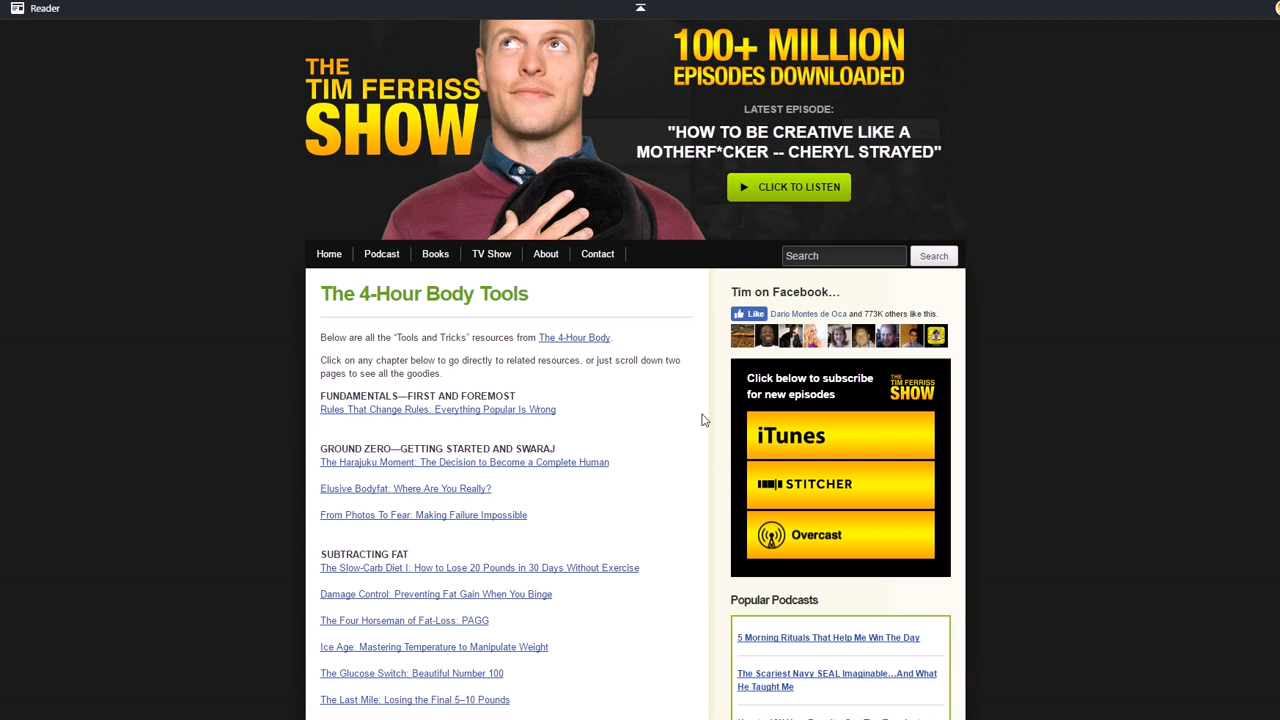 Reader
THE
TIM FERRISS
SHOW
100+ MILLION
EPISODES DOWNLOADED
LATEST EPISODE:
"HOW TO BE CREATIVE LIKE A
MOTHERF*CKER -- CHERYL STRAYED"
CLICK TO LISTEN
Home
Podcast
Books
TV Show
About
Contact
Search
Search
The 4-Hour Body Tools
Below are all the “Tools and Tricks” resources from The 4-Hour Body.
Click on any chapter below to go directly to related resources, or just scroll down two
pages to see all the goodies.
FUNDAMENTALS—FIRST AND FOREMOST
Rules That Change Rules: Everything Popular Is Wrong
GROUND ZERO—GETTING STARTED AND SWARAJ
The Harajuku Moment: The Decision to Become a Complete Human
Elusive Bodyfat: Where Are You Really?
From Photos To Fear: Making Failure Impossible
SUBTRACTING FAT
The Slow-Carb Diet I: How to Lose 20 Pounds in 30 Days Without Exercise
Damage Control: Preventing Fat Gain When You Binge
The Four Horseman of Fat-Loss: PAGG
Ice Age: Mastering Temperature to Manipulate Weight
The Glucose Switch: Beautiful Number 100
The Last Mile: Losing the Final 5–10 Pounds
Tim on Facebook…
Like
Dario Montes de Oca and 773K others like this.
Click below to subscribe
for new episodes
THE
TIM FERRISS
SHOW
iTunes
STITCHER
Overcast
Popular Podcasts
5 Morning Rituals That Help Me Win The Day
The Scariest Navy SEAL Imaginable…And What
He Taught Me